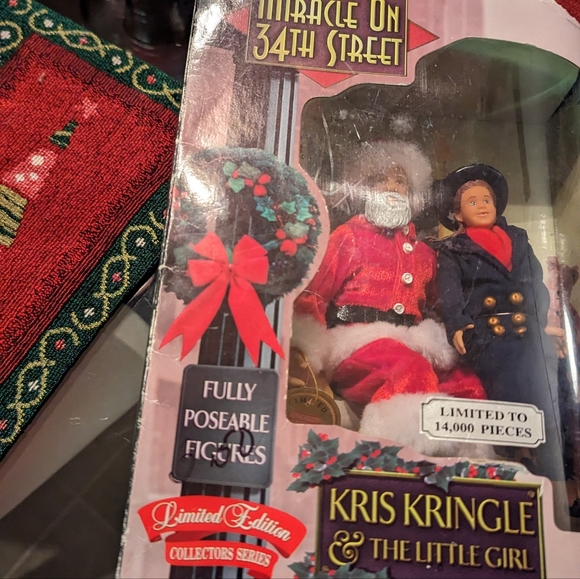 MIRACLE ON
34TH STREET
FULLY
POSEABLE
FIGURES
LIMITED TO
14,000 PIECES
Limited Edition
COLLECTORS SERIES
KRIS KRINGLE
& THE LITTLE GIRL